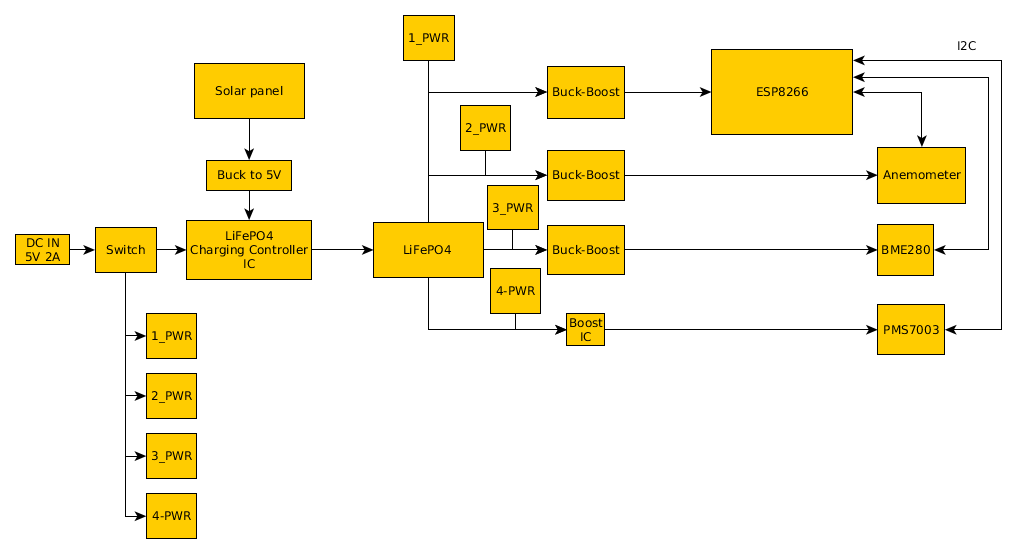 1_PWR
I2C
Solar panel
Buck-Boost
ESP8266
2_PWR
Buck to 5V
Buck-Boost
Anemometer
3_PWR
DC IN
5V 2A
Switch
LiFePO4
Charging Controller
IC
LiFePO4
Buck-Boost
BME280
4-PWR
Boost
IC
PMS7003
1_PWR
2_PWR
3_PWR
4-PWR